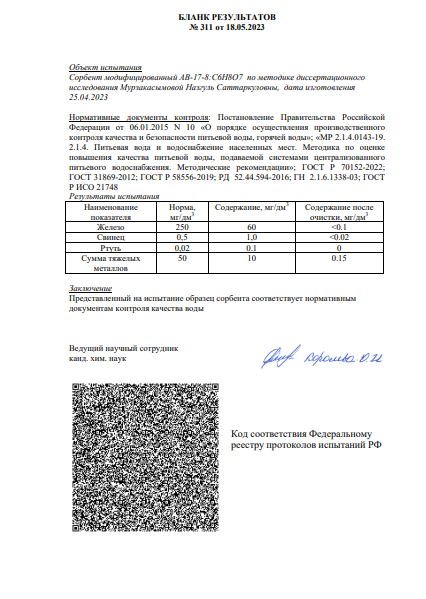 БЛАНК РЕЗУЛЬТАТОВ
№ 311 от 18.05.2023
Объект испытания
Сорбент модифицированный АВ-17-8:С6Н8О7 по методике диссертационного
исследования Мурзакасымовой Назгуль Саттаркуловны, дата изготовления
25.04.2023
Нормативные документы контроля: Постановление Правительства Российской
Федерации от 06.01.2015 N 10 «О порядке осуществления производственного
контроля качества и безопасности питьевой воды, горячей воды»; «МР 2.1.4.0143-19.
2.1.4. Питьевая вода и водоснабжение населенных мест. Методика по оценке
повышения качества питьевой воды, подаваемой системами централизованного
питьевого водоснабжения. Методические рекомендации»; ГОСТ Р 70152-2022;
ГОСТ 31869-2012; ГОСТ Р 58556-2019; РД 52.44.594-2016; ГН 2.1.6.1338-03; ГОСТ
Р ИСО 21748
Результаты испытания
Наименование показателя Норма, мг/дм³ Содержание, мг/дм³ Содержание после очистки, мг/дм³
Железо 250 60 <0.1
Свинец 0,5 1,0 <0.02
Ртуть 0,02 0.1 0
Сумма тяжелых металлов 50 10 0.15
Заключение
Представленный на испытание образец сорбента соответствует нормативным
документам контроля качества воды
Ведущий научный сотрудник
канд. хим. наук
Королева О.И
Код соответствия Федеральному
реестру протоколов испытаний РФ